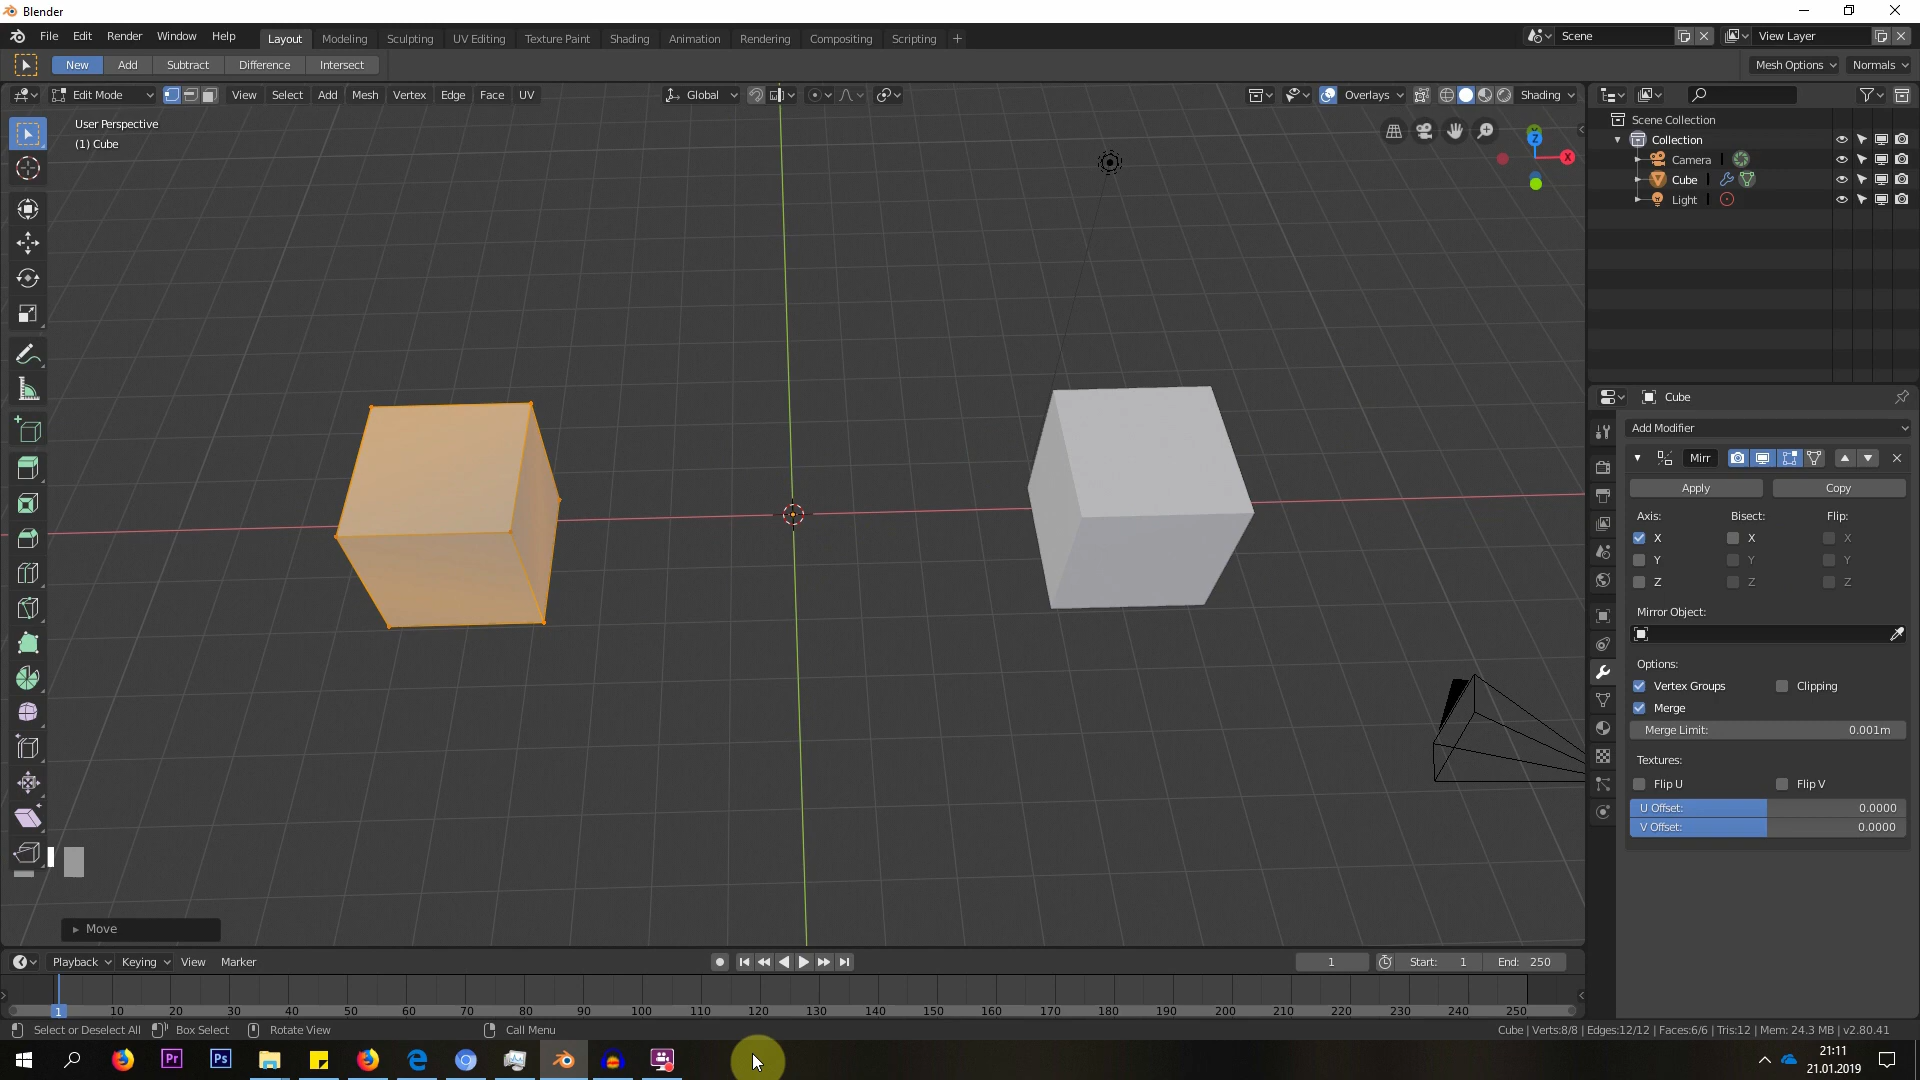 Blender
File Edit Render Window Help
Layout Modeling Sculpting UV Editing Texture Paint Shading Animation Rendering Compositing Scripting +
Scene
View Layer
New Add Subtract Difference Intersect
Mesh Options Normals
Edit Mode View Select Add Mesh Vertex Edge Face UV
Global
Overlays Shading
User Perspective
(1) Cube
Z
X
Scene Collection
Collection
Camera
Cube
Light
Cube
Add Modifier
Mirr
Apply Copy
Axis: Bisect: Flip:
X X X
Y Y Y
Z Z Z
Mirror Object:
Options:
Vertex Groups Clipping
Merge
Merge Limit: 0.001m
Textures:
Flip U Flip V
U Offset: 0.0000
V Offset: 0.0000
Move
Playback Keying View Marker
1 Start: 1 End: 250
1 10 20 30 40 50 60 70 80 90 100 110 120 130 140 150 160 170 180 190 200 210 220 230 240 250
Select or Deselect All Box Select Rotate View Call Menu
Cube | Verts:8/8 | Edges:12/12 | Faces:6/6 | Tris:12 | Mem: 24.3 MB | v2.80.41
Pr Ps
21:11
21.01.2019